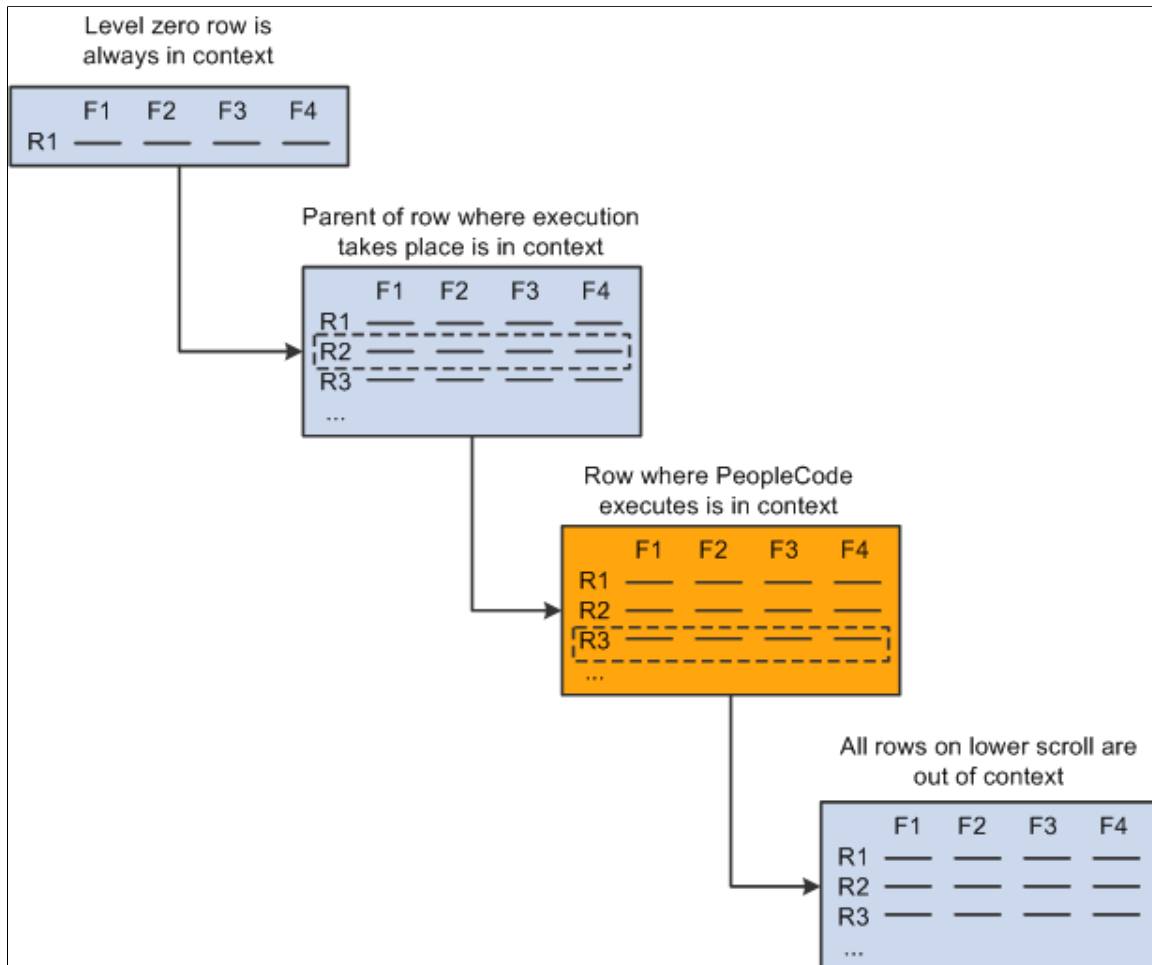 Level zero row is
always in context
F1 F2 F3 F4
R1
Parent of row where execution
takes place is in context
F1 F2 F3 F4
R1
R2
R3
...
Row where PeopleCode
executes is in context
F1 F2 F3 F4
R1
R2
R3
...
All rows on lower scroll are
out of context
F1 F2 F3 F4
R1
R2
R3
...